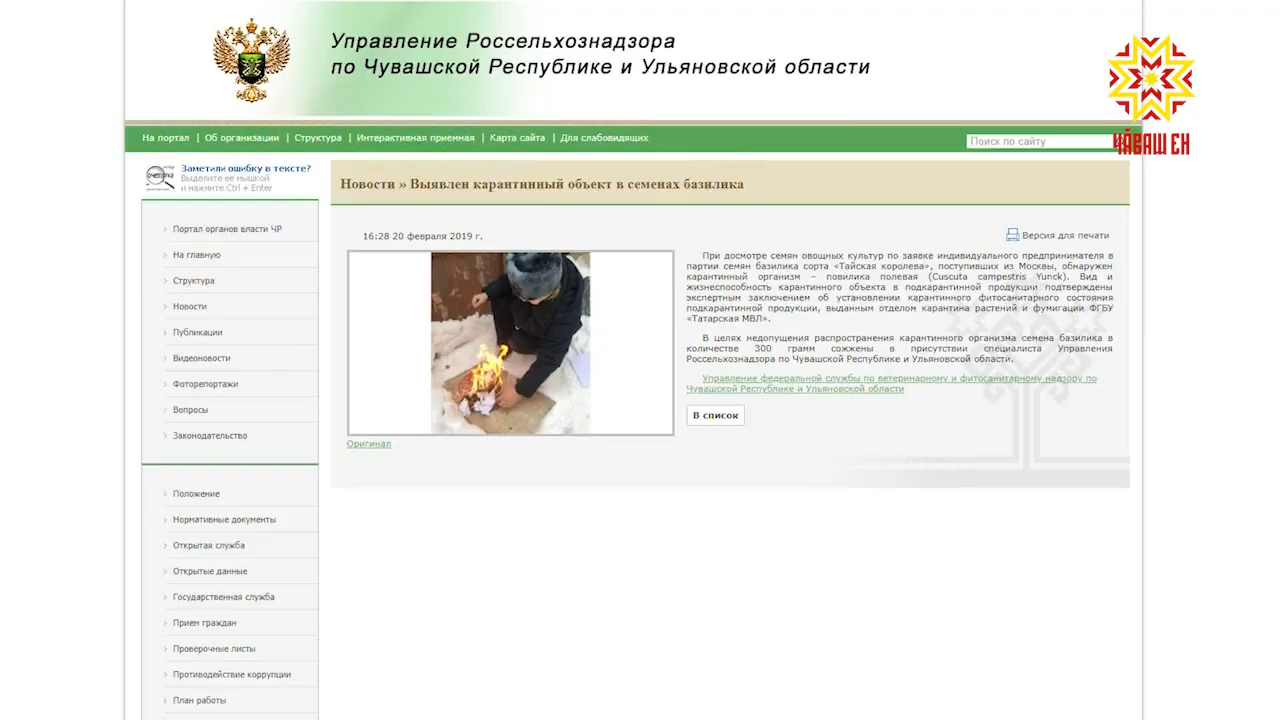 Управление Россельхознадзора
по Чувашской Республике и Ульяновской области
ЧӐВАШ ЕН
На портал | Об организации | Структура | Интерактивная приемная | Карта сайта | Для слабовидящих
Поиск по сайту
Заметили ошибку в тексте?
Выделите ее мышкой
и нажмите Ctrl + Enter
Портал органов власти ЧР
На главную
Структура
Новости
Публикации
Видеоновости
Фоторепортажи
Вопросы
Законодательство
Положение
Нормативные документы
Открытая служба
Открытые данные
Государственная служба
Прием граждан
Проверочные листы
Противодействие коррупции
План работы
Новости » Выявлен карантинный объект в семенах базилика
16:28 20 февраля 2019 г.
Версия для печати
Оригинал
При досмотре семян овощных культур по заявке индивидуального предпринимателя в
партии семян базилика сорта «Тайская королева», поступивших из Москвы, обнаружен
карантинный организм – повилика полевая (Cuscuta campestris Yunck). Вид и
жизнеспособность карантинного объекта в подкарантинной продукции подтверждены
экспертным заключением об установлении карантинного фитосанитарного состояния
подкарантинной продукции, выданным отделом карантина растений и фумигации ФГБУ
«Татарская МВЛ».
В целях недопущения распространения карантинного организма семена базилика в
количестве 300 грамм сожжены в присутствии специалиста Управления
Россельхознадзора по Чувашской Республике и Ульяновской области.
Управление федеральной службы по ветеринарному и фитосанитарному надзору по
Чувашской Республике и Ульяновской области
В список